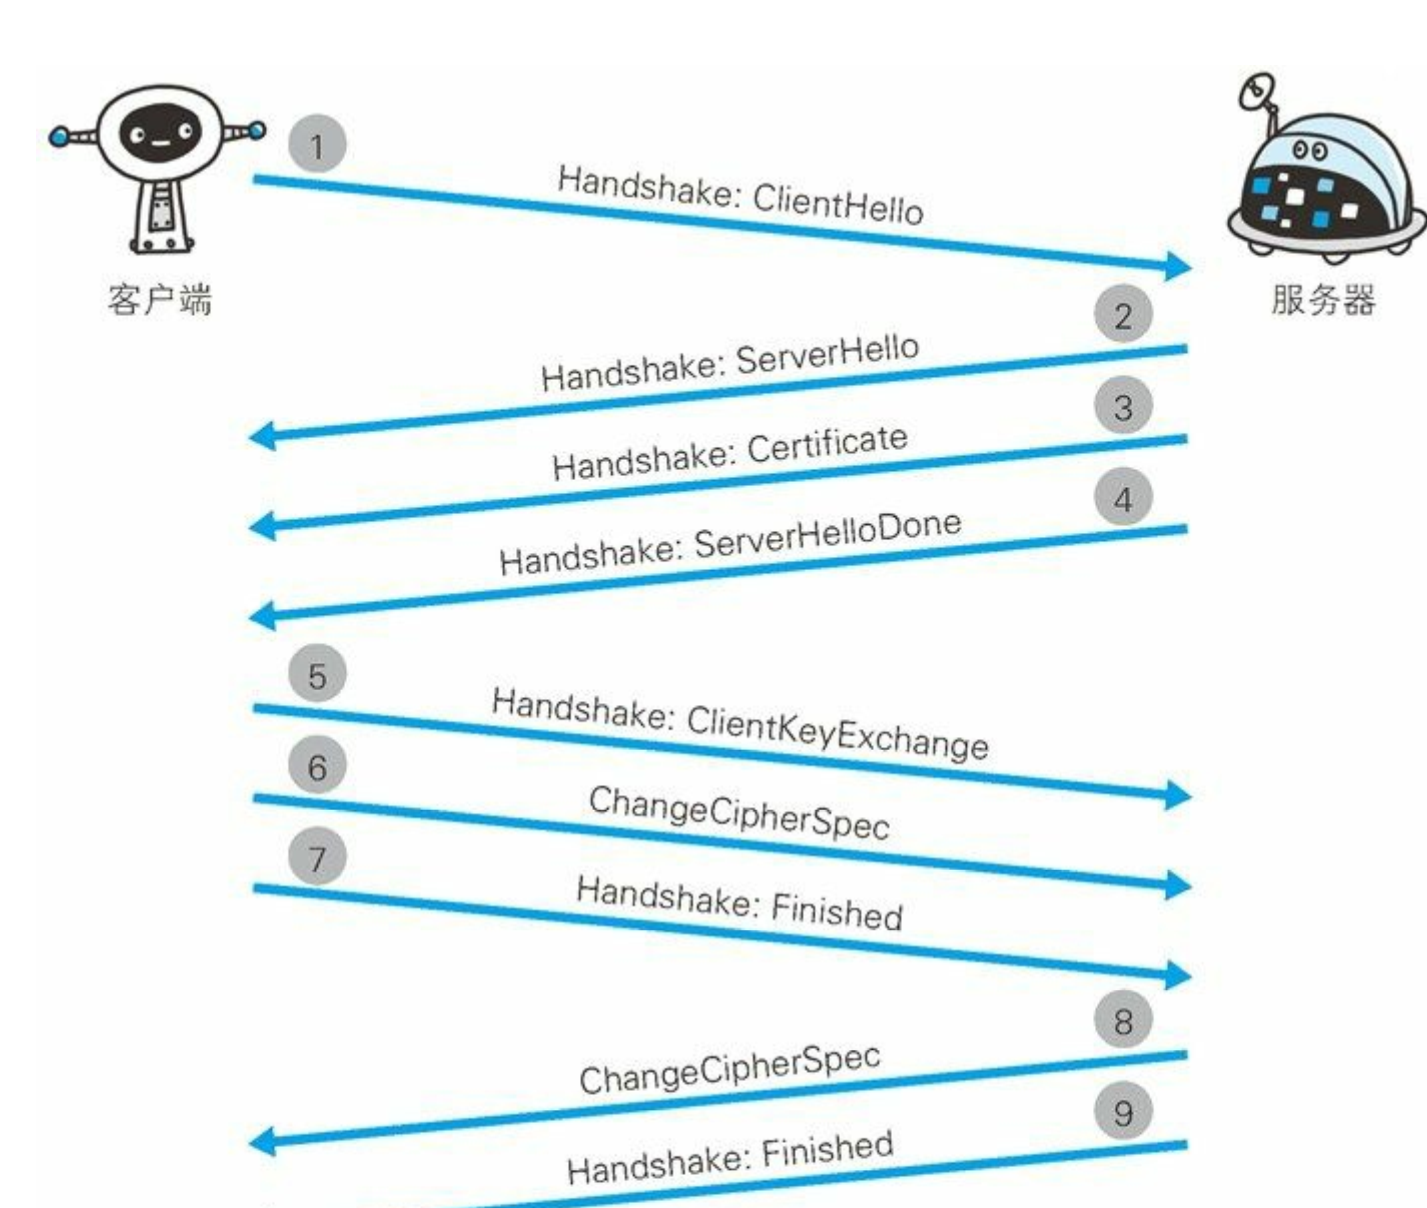 1
Handshake: ClientHello
客户端
服务器
2
Handshake: ServerHello
3
Handshake: Certificate
4
Handshake: ServerHelloDone
5
Handshake: ClientKeyExchange
6
ChangeCipherSpec
7
Handshake: Finished
8
ChangeCipherSpec
9
Handshake: Finished